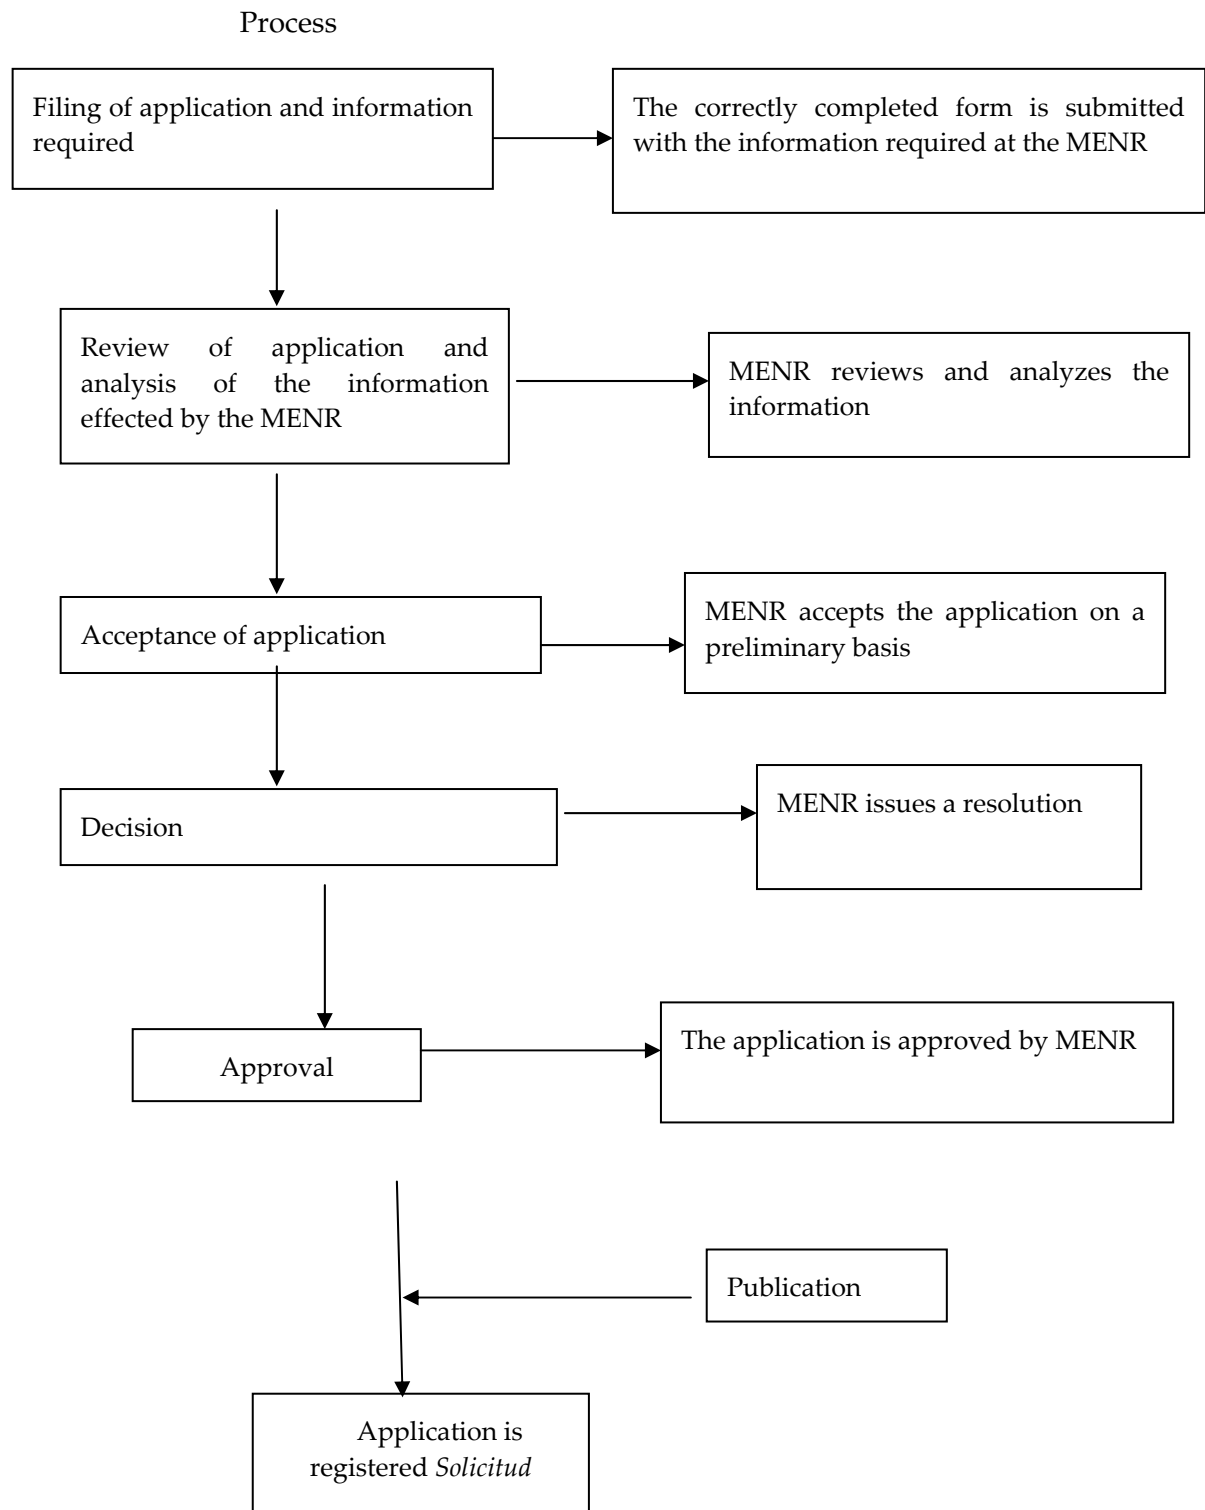 Process
Filing of application and information
required
The correctly completed form is submitted
with the information required at the MENR
Review of application and
analysis of the information
effected by the MENR
MENR reviews and analyzes the
information
Acceptance of application
MENR accepts the application on a
preliminary basis
Decision
MENR issues a resolution
Approval
The application is approved by MENR
Publication
Application is
registered Solicitud